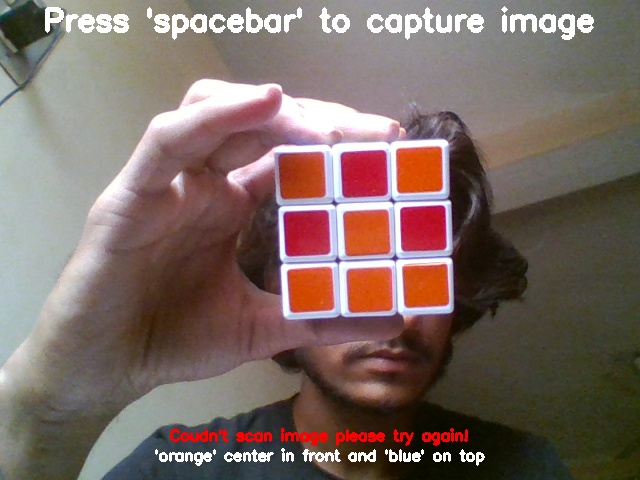 Press 'spacebar' to capture image
Coudn't scan image please try again!
'orange' center in front and 'blue' on top